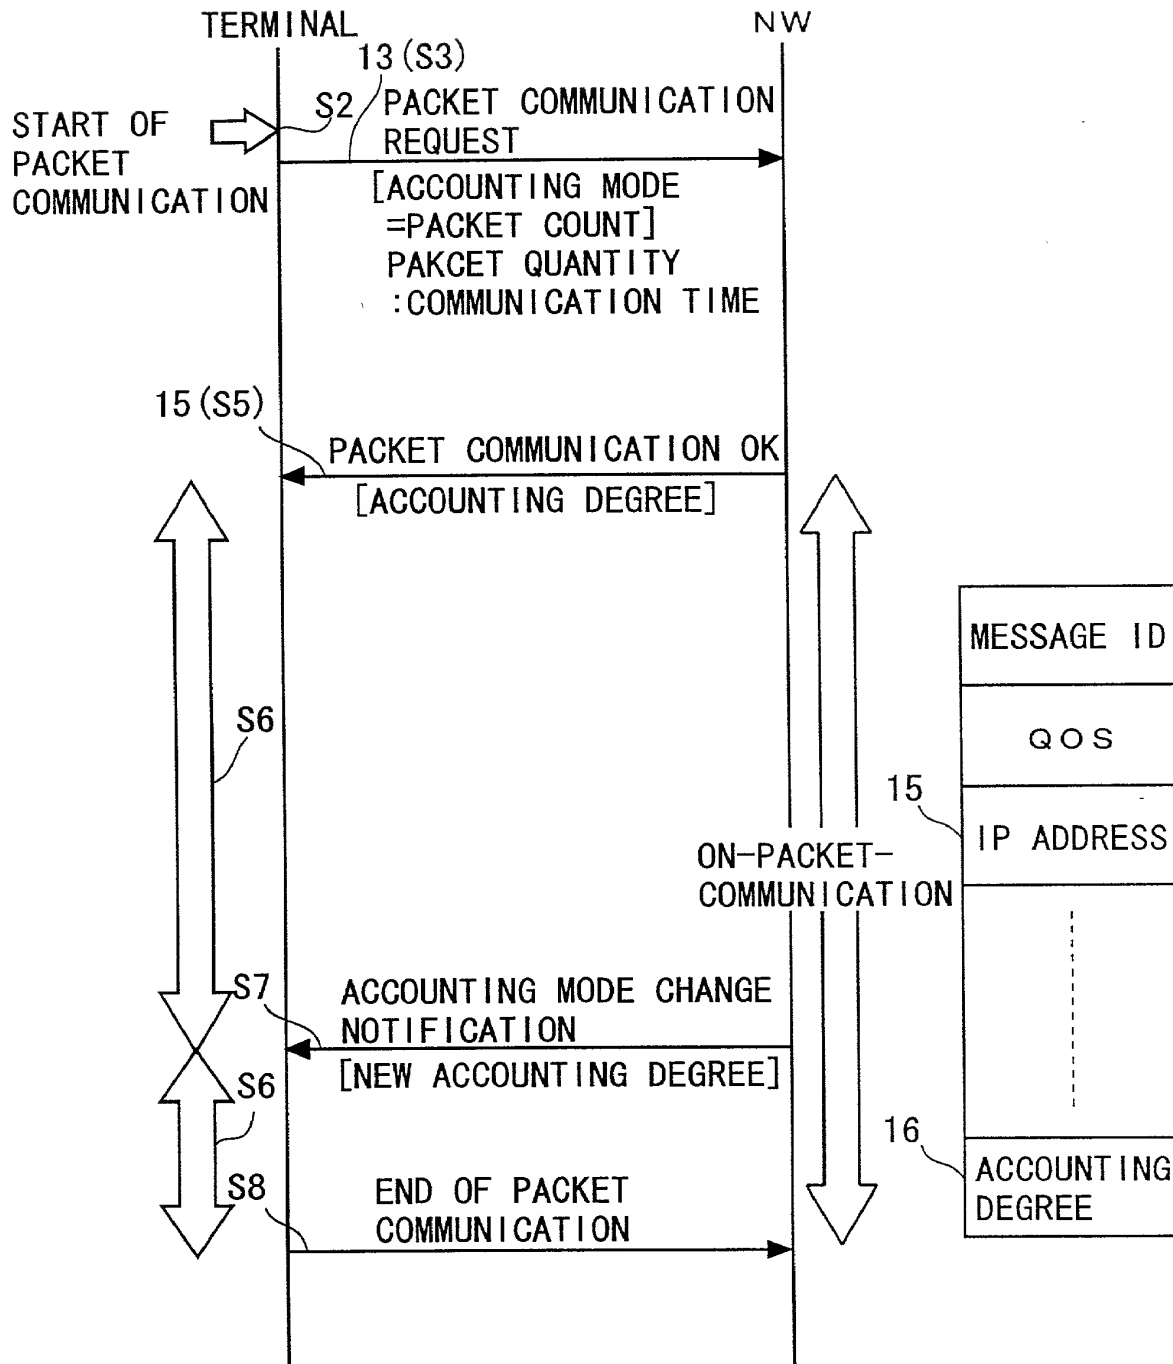 TERMINAL
NW
13(S3)
S2
PACKET COMMUNICATION
REQUEST
START OF
PACKET
COMMUNICATION
[ACCOUNTING MODE
=PACKET COUNT]
PAKCET QUANTITY
:COMMUNICATION TIME
15(S5)
PACKET COMMUNICATION OK
[ACCOUNTING DEGREE]
MESSAGE ID
S6
QOS
15
IP ADDRESS
ON-PACKET-
COMMUNICATION
S7
ACCOUNTING MODE CHANGE
NOTIFICATION
[NEW ACCOUNTING DEGREE]
S6
16
ACCOUNTING
DEGREE
S8
END OF PACKET
COMMUNICATION